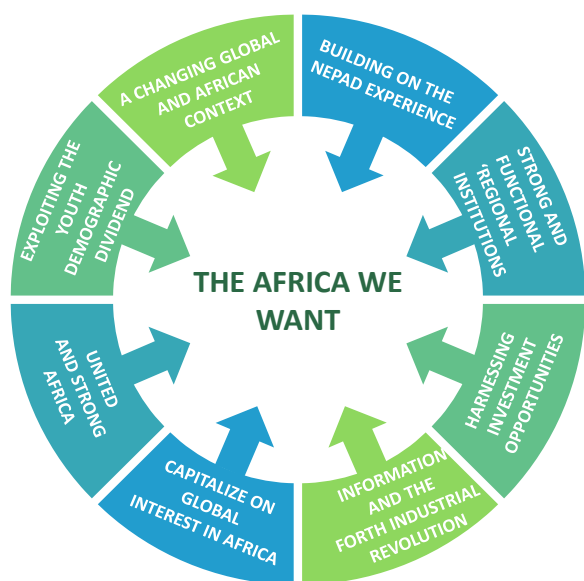 A CHANGING GLOBAL
AND AFRICAN
CONTEXT
BUILDING ON THE
NEPAD EXPERIENCE
STRONG AND
FUNCTIONAL
‘REGIONAL
INSTITUTIONS
HARNESSING
INVESTMENT
OPPORTUNITIES
INFORMATION
AND THE
FORTH INDUSTRIAL
REVOLUTION
CAPITALIZE ON
GLOBAL
INTEREST IN AFRICA
UNITED
AND STRONG
AFRICA
EXPLOITING THE
YOUTH
DEMOGRAPHIC
DIVIDEND
THE AFRICA WE
WANT